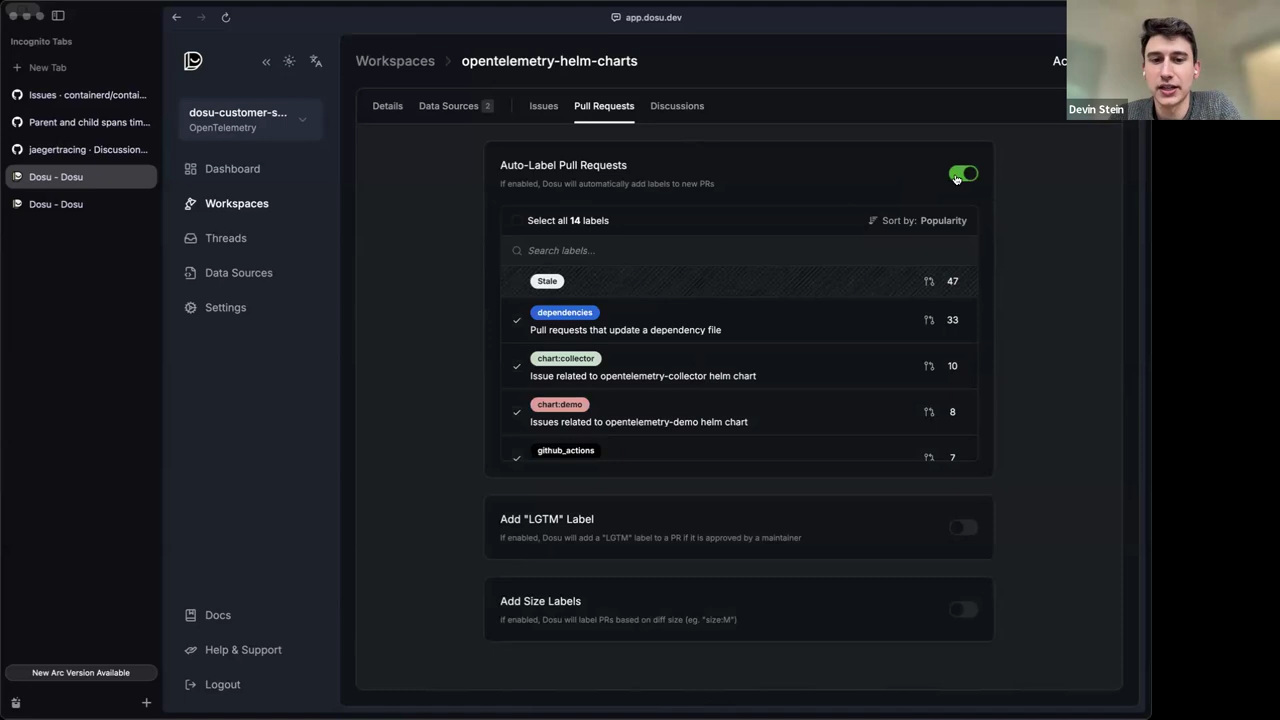 app.dosu.dev
Incognito Tabs
New Tab
Issues · containerd/contai...
Parent and child spans tim...
jaegertracing · Discussion...
Dosu - Dosu
Dosu - Dosu
New Arc Version Available
dosu-customer-s...
OpenTelemetry
Dashboard
Workspaces
Threads
Data Sources
Settings
Docs
Help & Support
Logout
Workspaces
opentelemetry-helm-charts
Ac
Details
Data Sources 2
Issues
Pull Requests
Discussions
Auto-Label Pull Requests
If enabled, Dosu will automatically add labels to new PRs
Select all 14 labels
Sort by: Popularity
Search labels...
Stale
47
dependencies
Pull requests that update a dependency file
33
chart:collector
Issue related to opentelemetry-collector helm chart
10
chart:demo
Issues related to opentelemetry-demo helm chart
8
github_actions
7
Add "LGTM" Label
If enabled, Dosu will add a "LGTM" label to a PR if it is approved by a maintainer
Add Size Labels
If enabled, Dosu will label PRs based on diff size (eg. "size:M")
Devin Stein